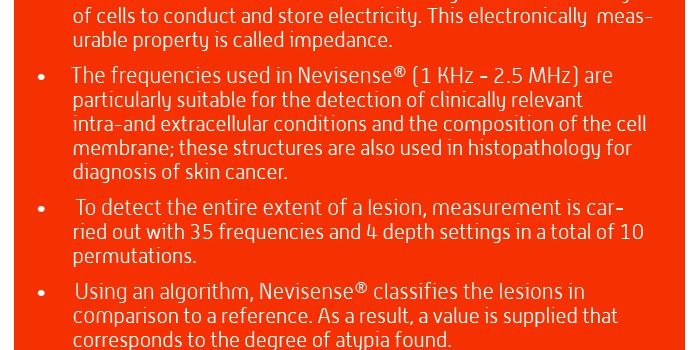 of cells to conduct and store electricity. This electronically meas-
urable property is called impedance.
• The frequencies used in Nevisense® (1 KHz - 2.5 MHz) are
particularly suitable for the detection of clinically relevant
intra-and extracellular conditions and the composition of the cell
membrane; these structures are also used in histopathology for
diagnosis of skin cancer.
• To detect the entire extent of a lesion, measurement is car-
ried out with 35 frequencies and 4 depth settings in a total of 10
permutations.
• Using an algorithm, Nevisense® classifies the lesions in
comparison to a reference. As a result, a value is supplied that
corresponds to the degree of atypia found.